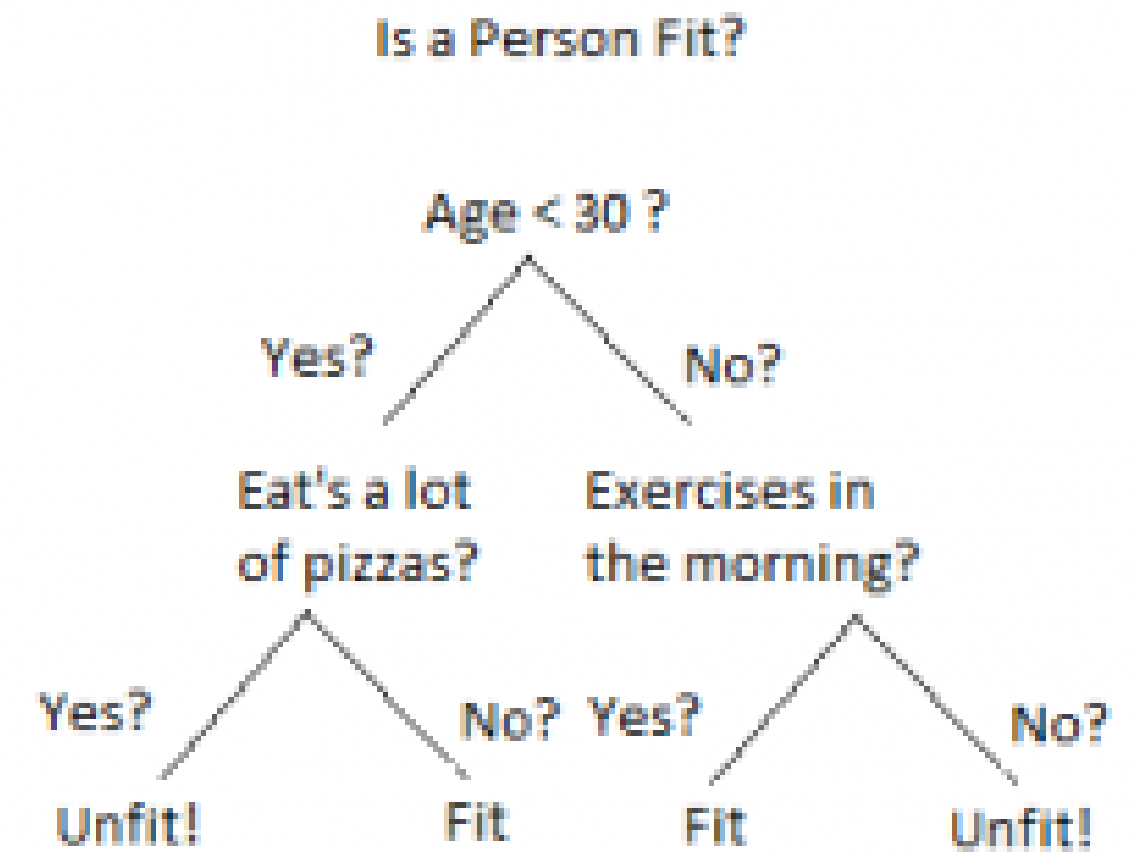 Is a Person Fit?
Age < 30 ?
Yes?
No?
Eat's a lot
of pizzas?
Exercises in
the morning?
Yes?
No?
Yes?
No?
Unfit!
Fit
Fit
Unfit!